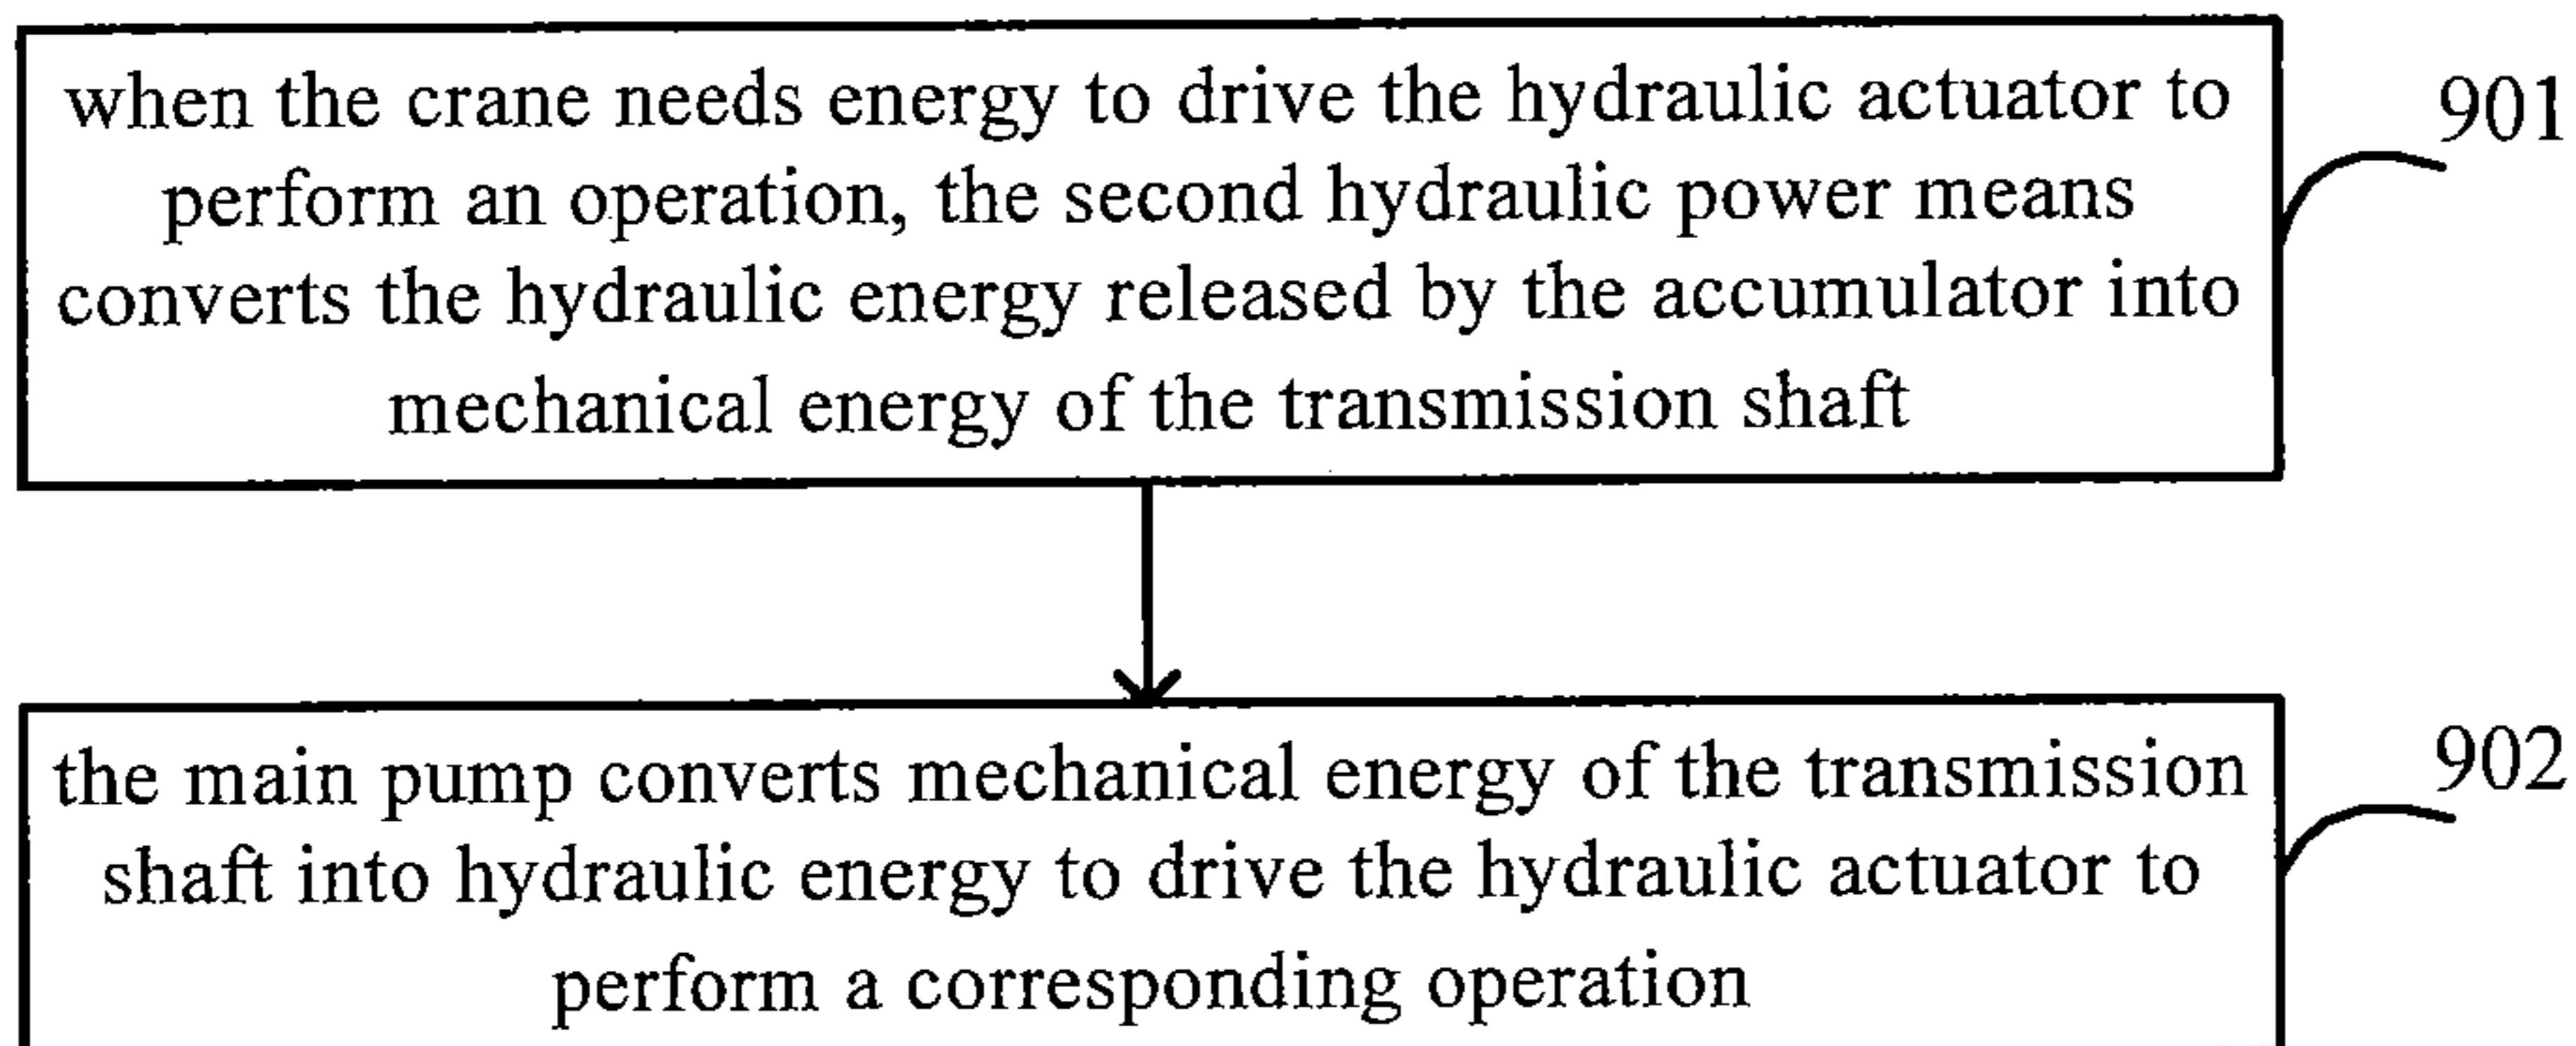 when the crane needs energy to drive the hydraulic actuator to
perform an operation, the second hydraulic power means
converts the hydraulic energy released by the accumulator into
mechanical energy of the transmission shaft
901
the main pump converts mechanical energy of the transmission
shaft into hydraulic energy to drive the hydraulic actuator to
perform a corresponding operation
902